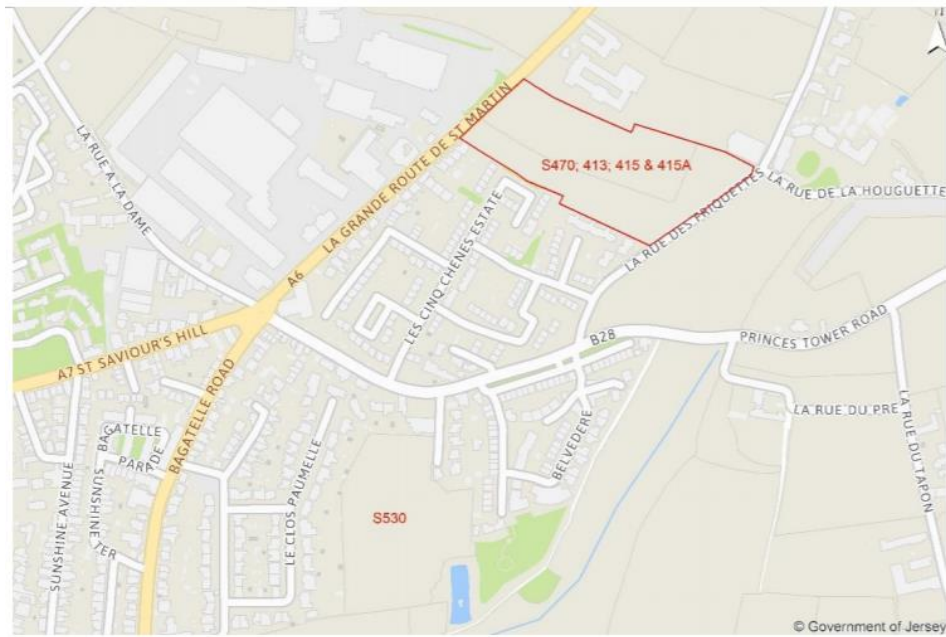 LA RUE A LA DAME
LA GRANDE ROUTE DE ST MARTIN
S470; 413; 415 & 415A
LA RUE DE LA HOUGUETTE
LA RUE DES FRIQUETTES
LES CINQ CHENES ESTATE
A6
A7 ST SAVIOUR'S HILL
B28
PRINCES TOWER ROAD
BAGATELLE ROAD
LA RUE DU PRE
LA RUE DU TAPON
BELVEDERE
BAGATELLE
PARADE
SUNSHINE AVENUE
SUNSHINE
TER
LE CLOS PAUMELLE
S530
© Government of Jersey